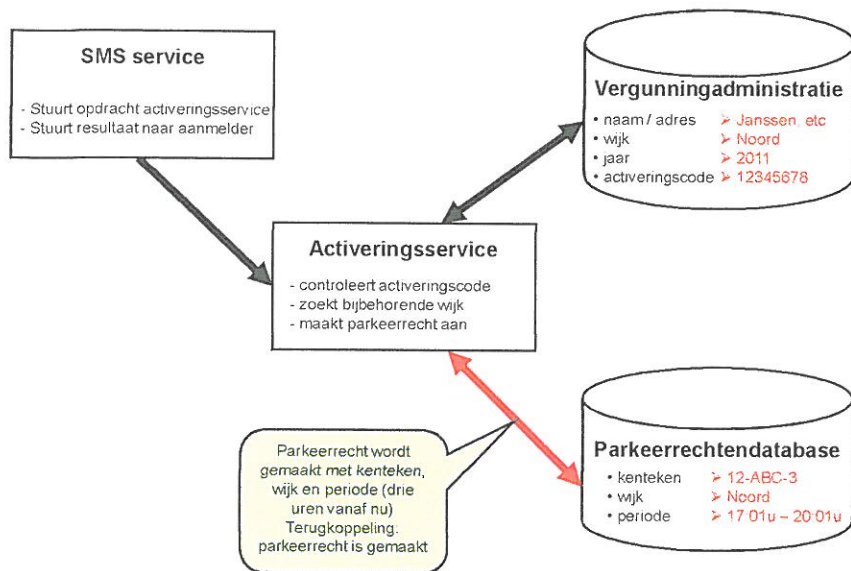 SMS service
- Stuurt opdracht activeringsservice
- Stuurt resultaat naar aanmelder
Vergunningadministratie
• naam / adres ➢ Janssen, etc
• wijk ➢ Noord
• jaar ➢ 2011
• activeringscode ➢ 12345678
Activeringsservice
- controleert activeringscode
- zoekt bijbehorende wijk
- maakt parkeerrecht aan
Parkeerrecht wordt
gemaakt met kenteken,
wijk en periode (drie
uren vanaf nu)
Terugkoppeling:
parkeerrecht is gemaakt
Parkeerrechtendatabase
• kenteken ➢ 12-ABC-3
• wijk ➢ Noord
• periode ➢ 17:01u – 20:01u